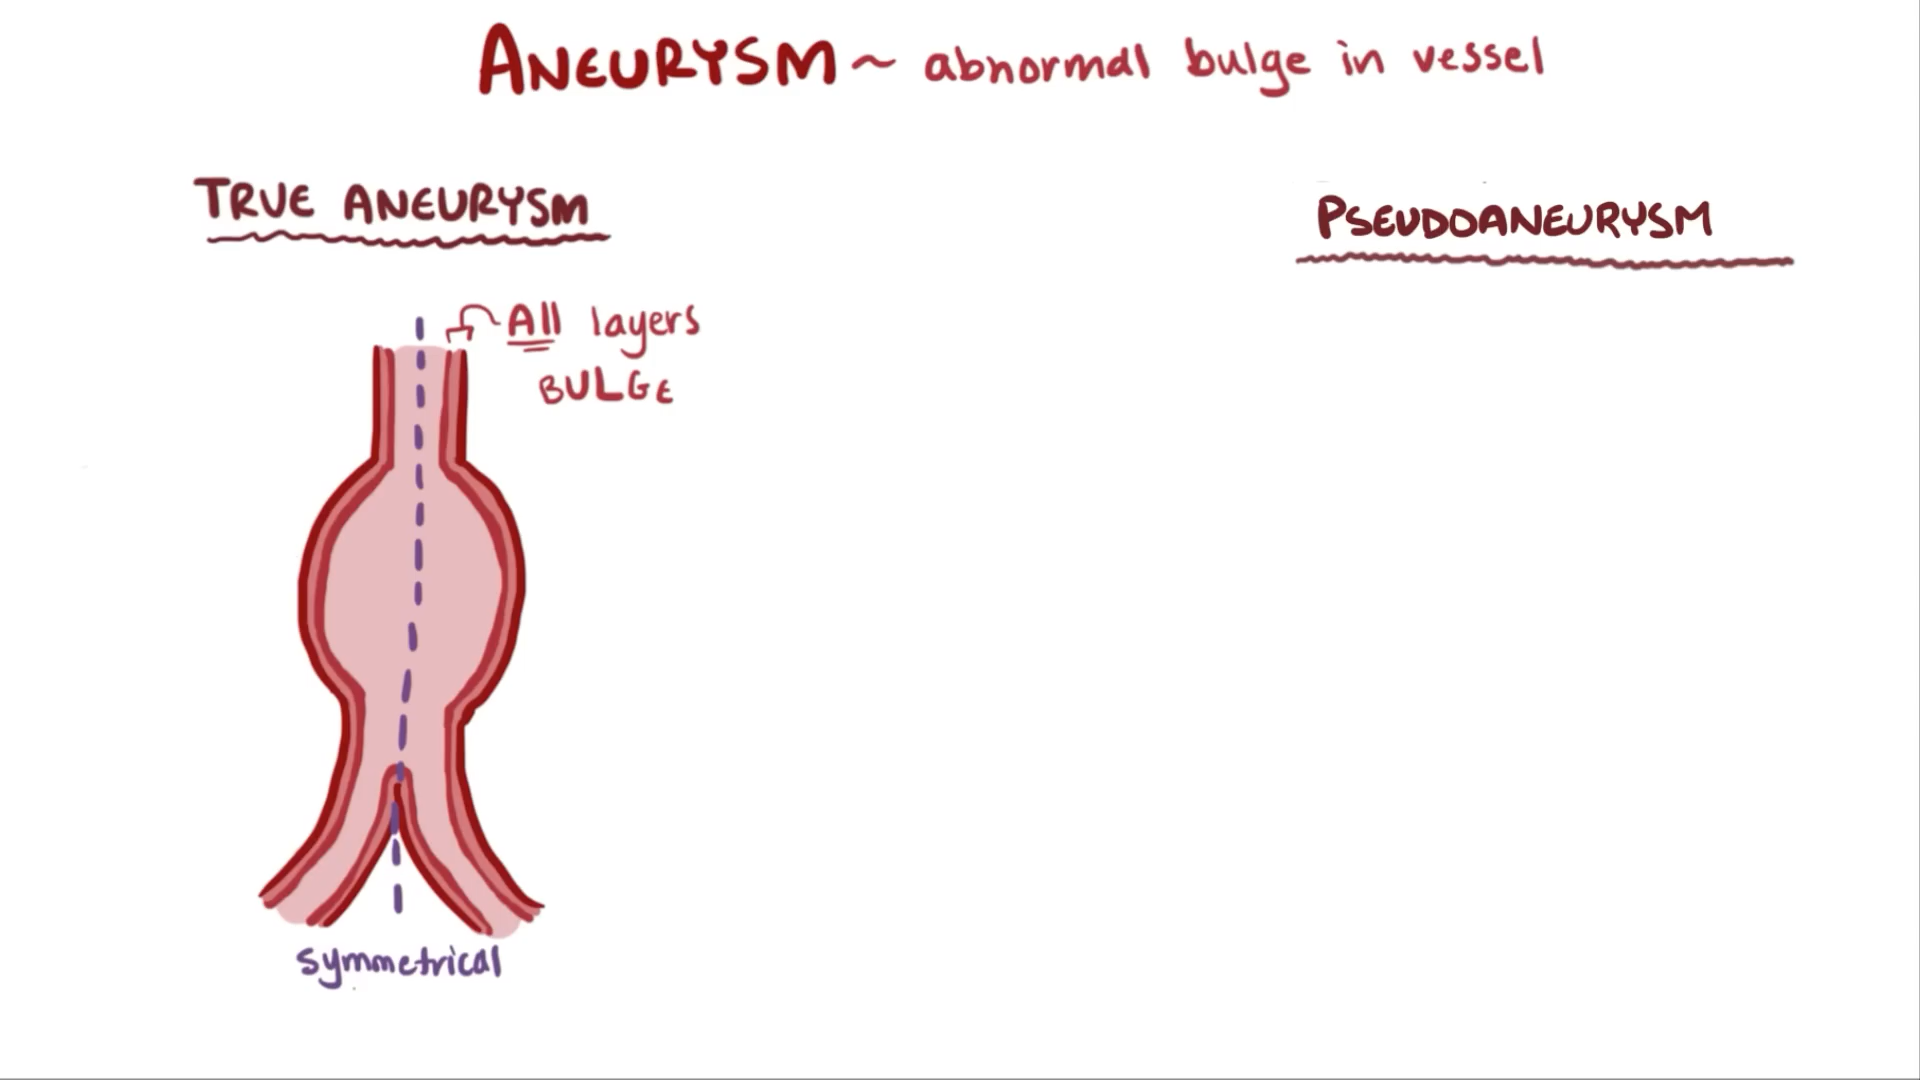 ANEURYSM ~ abnormal bulge in vessel
TRUE ANEURYSM
PSEUDOANEURYSM
All layers
BULGE
symmetrical